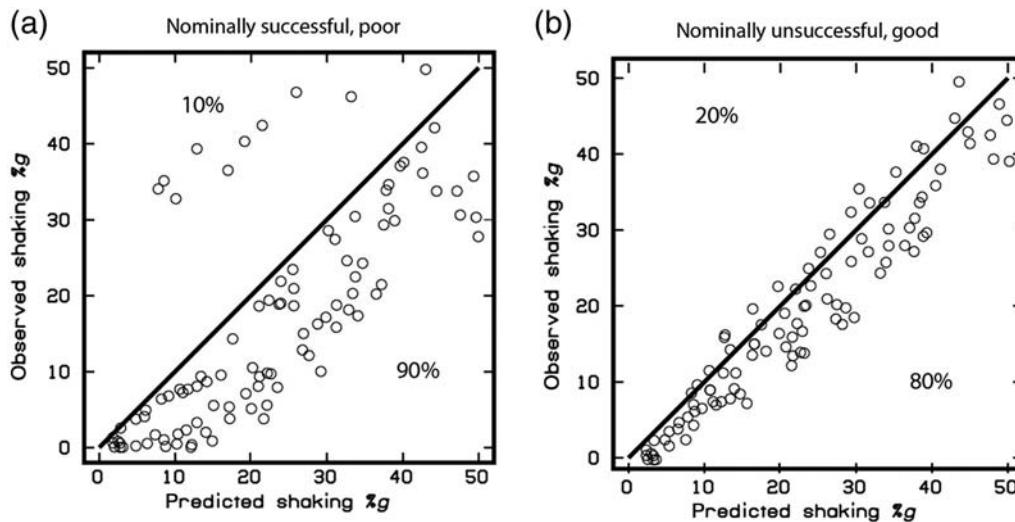 (a)
Nominally successful, poor
50
40
30
20
10
0
10%
90%
Observed shaking %g
0 10 20 30 40 50
Predicted shaking %g
(b)
Nominally unsuccessful, good
50
40
30
20
10
0
20%
80%
Observed shaking %g
0 10 20 30 40 50
Predicted shaking %g